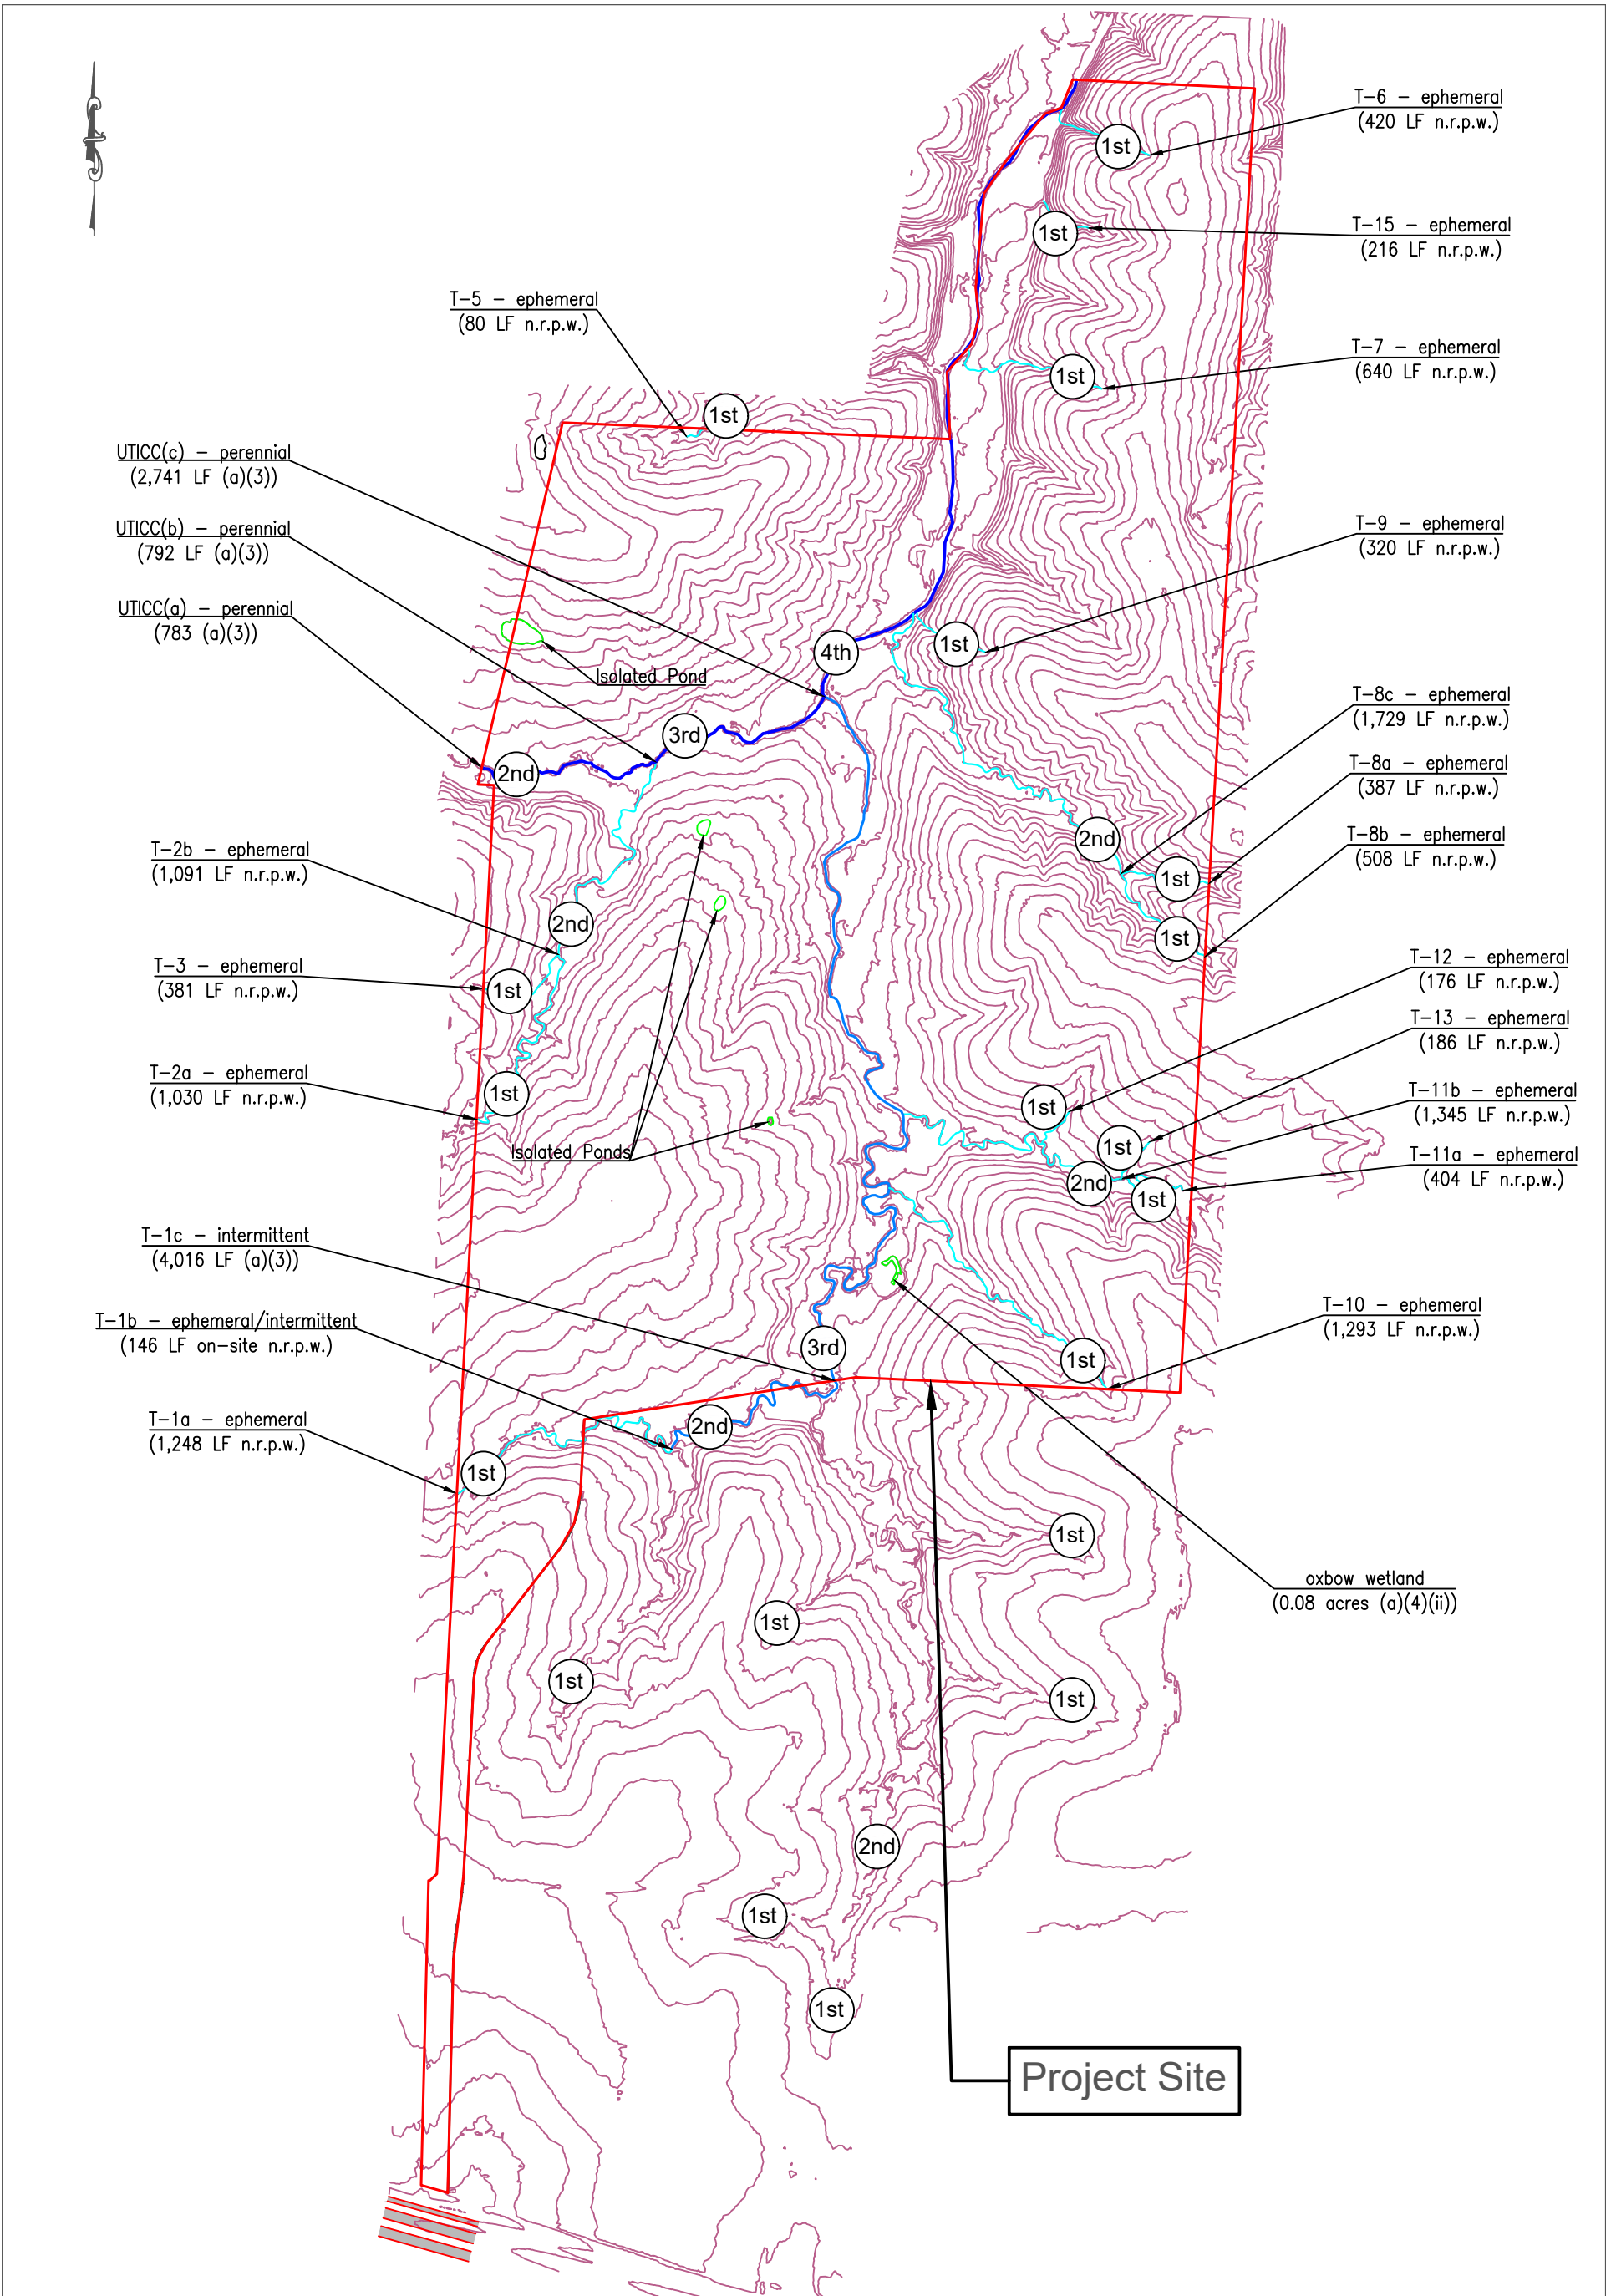 T-6 - ephemeral
(420 LF n.r.p.w.)
1st
T-15 - ephemeral
(216 LF n.r.p.w.)
1st
T-5 - ephemeral
(80 LF n.r.p.w.)
1st
T-7 - ephemeral
(640 LF n.r.p.w.)
1st
UTICC(c) - perennial
(2,741 LF (a)(3))
UTICC(b) - perennial
(792 LF (a)(3))
T-9 - ephemeral
(320 LF n.r.p.w.)
UTICC(a) - perennial
(783 (a)(3))
1st
4th
Isolated Pond
T-8c - ephemeral
(1,729 LF n.r.p.w.)
3rd
2nd
T-8a - ephemeral
(387 LF n.r.p.w.)
T-8b - ephemeral
(508 LF n.r.p.w.)
2nd
T-2b - ephemeral
(1,091 LF n.r.p.w.)
1st
2nd
1st
T-12 - ephemeral
(176 LF n.r.p.w.)
T-3 - ephemeral
(381 LF n.r.p.w.)
1st
T-13 - ephemeral
(186 LF n.r.p.w.)
T-2a - ephemeral
(1,030 LF n.r.p.w.)
1st
1st
T-11b - ephemeral
(1,345 LF n.r.p.w.)
Isolated Ponds
1st
T-11a - ephemeral
(404 LF n.r.p.w.)
2nd
1st
T-1c - intermittent
(4,016 LF (a)(3))
T-10 - ephemeral
(1,293 LF n.r.p.w.)
T-1b - ephemeral/intermittent
(146 LF on-site n.r.p.w.)
3rd
1st
T-1a - ephemeral
(1,248 LF n.r.p.w.)
2nd
1st
1st
oxbow wetland
(0.08 acres (a)(4)(ii))
1st
1st
1st
2nd
1st
1st
Project Site